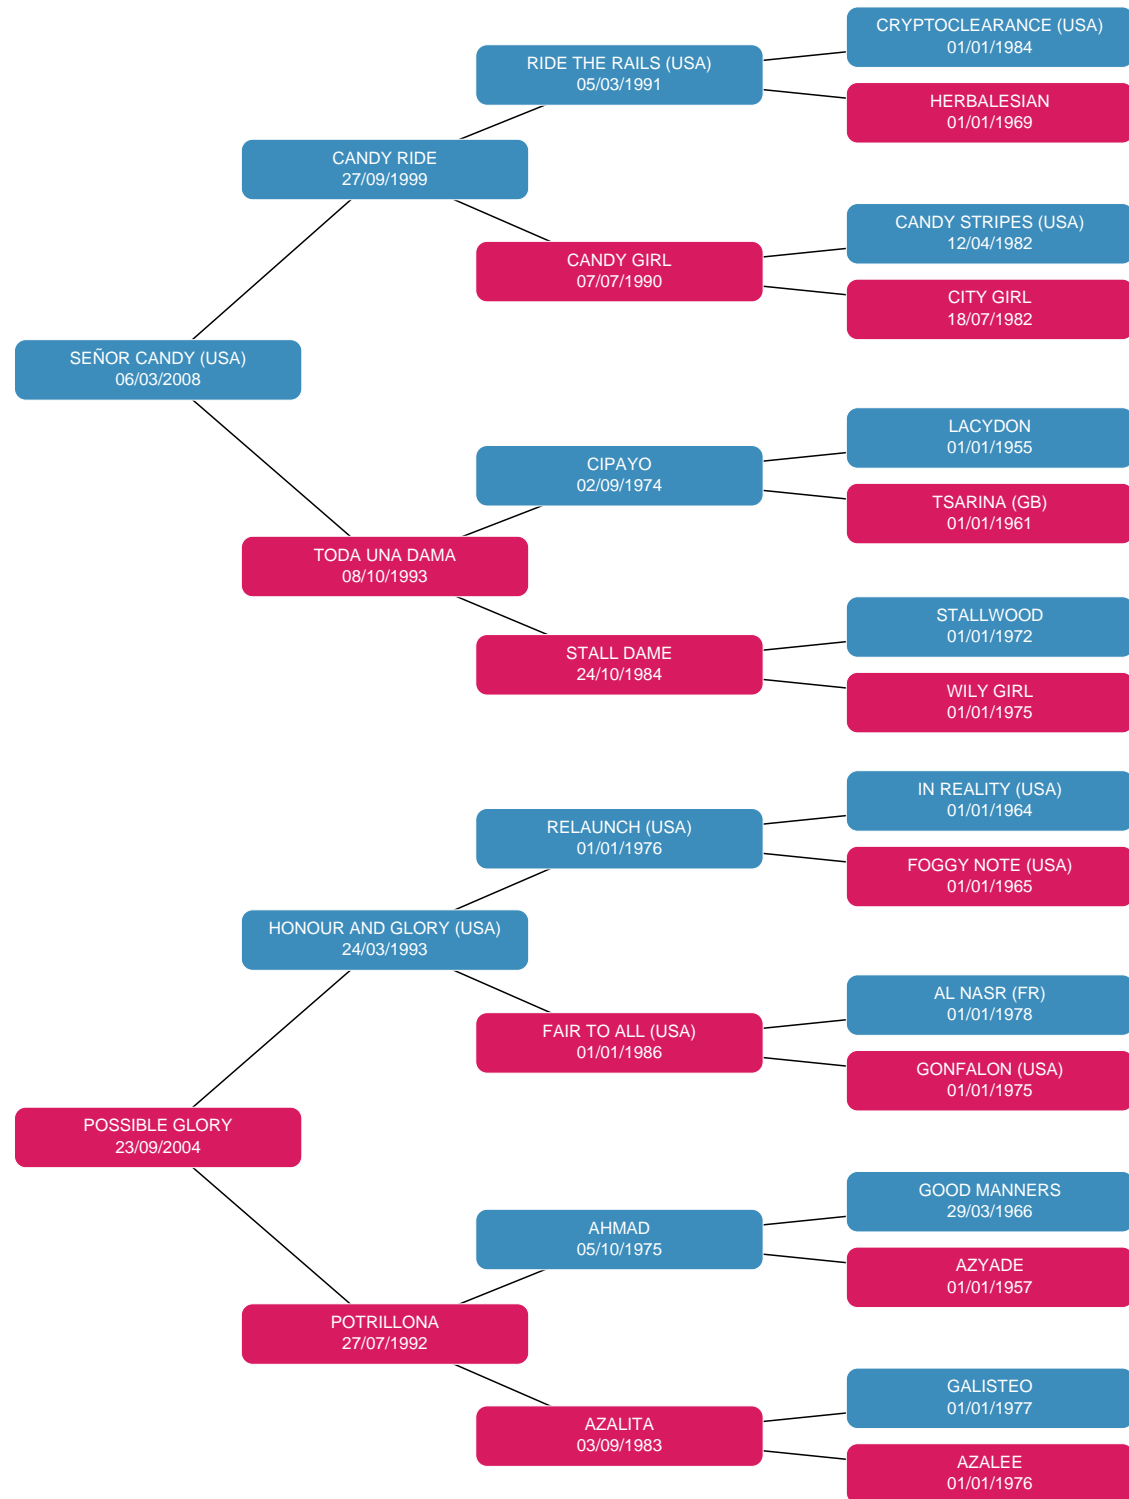 CRYPTOCLEARANCE (USA)
01/01/1984
RIDE THE RAILS (USA)
05/03/1991
HERBALESIAN
01/01/1969
CANDY RIDE
27/09/1999
CANDY STRIPES (USA)
12/04/1982
CANDY GIRL
07/07/1990
CITY GIRL
18/07/1982
SEÑOR CANDY (USA)
06/03/2008
LACYDON
01/01/1955
CIPAYO
02/09/1974
TSARINA (GB)
01/01/1961
TODA UNA DAMA
08/10/1993
STALLWOOD
01/01/1972
STALL DAME
24/10/1984
WILY GIRL
01/01/1975
IN REALITY (USA)
01/01/1964
RELAUNCH (USA)
01/01/1976
FOGGY NOTE (USA)
01/01/1965
HONOUR AND GLORY (USA)
24/03/1993
AL NASR (FR)
01/01/1978
FAIR TO ALL (USA)
01/01/1986
GONFALON (USA)
01/01/1975
POSSIBLE GLORY
23/09/2004
GOOD MANNERS
29/03/1966
AHMAD
05/10/1975
AZYADE
01/01/1957
POTRILLONA
27/07/1992
GALISTEO
01/01/1977
AZALITA
03/09/1983
AZALEE
01/01/1976